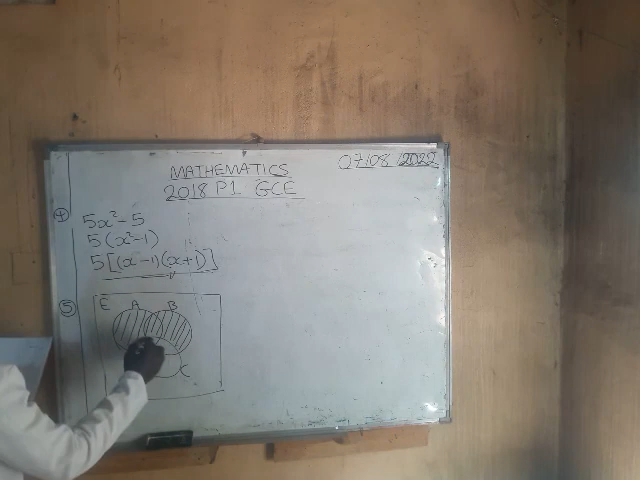 MATHEMATICS
07/08/2022
2018 P1 GCE
4
5x² - 5
5(x² - 1)
5[(x - 1)(x + 1)]
5
E A B
C